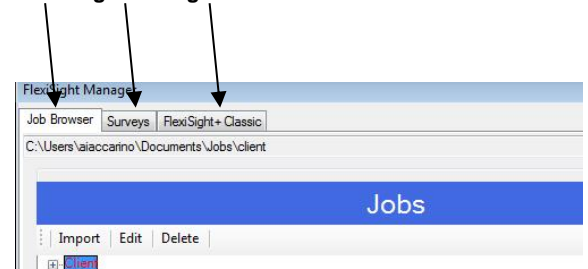 FlexiSight Manager
Job Browser Surveys FlexiSight+ Classic
C:\Users\aiaccarino\Documents\Jobs\client
Jobs
Import Edit Delete
Client